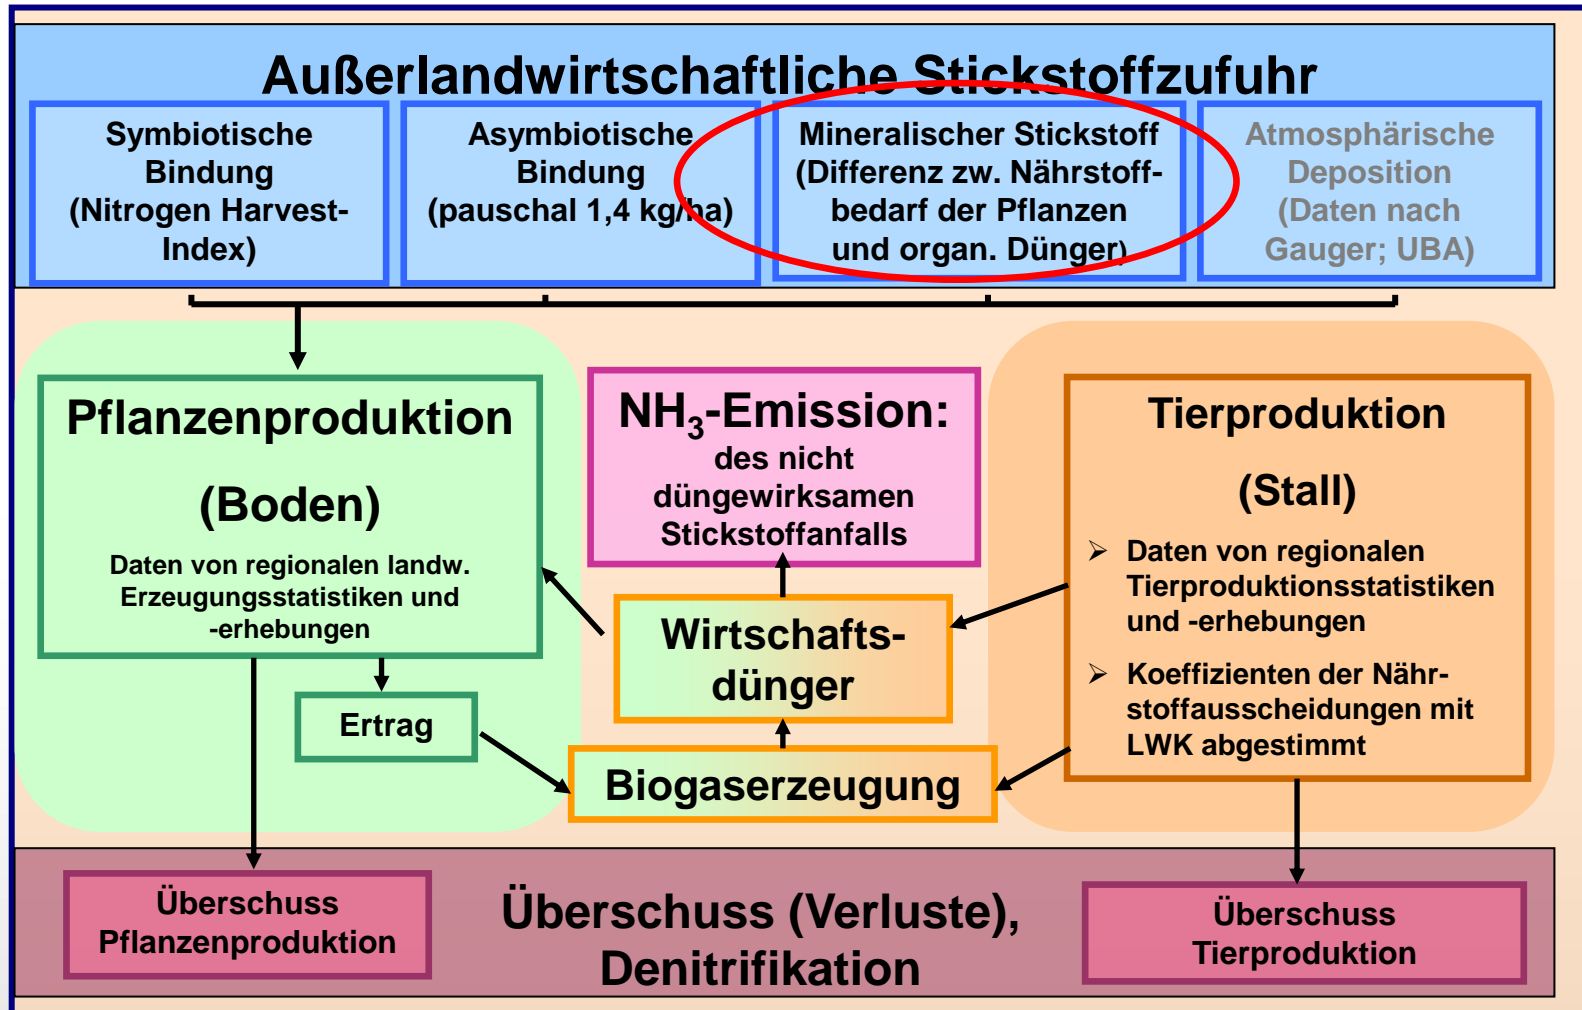 Außerlandwirtschaftliche Stickstoffzufuhr
Symbiotische
Bindung
(Nitrogen Harvest-
Index)
Asymbiotische
Bindung
(pauschal 1,4 kg/ha)
Mineralischer Stickstoff
(Differenz zw. Nährstoff-
bedarf der Pflanzen
und organ. Dünger)
Atmosphärische
Deposition
(Daten nach
Gauger; UBA)
Pflanzenproduktion
(Boden)
Daten von regionalen landw.
Erzeugungsstatistiken und
-erhebungen
Ertrag
NH3-Emission:
des nicht
düngewirksamen
Stickstoffanfalls
Wirtschafts-
dünger
Biogaserzeugung
Tierproduktion
(Stall)
➢ Daten von regionalen
Tierproduktionsstatistiken
und -erhebungen
➢ Koeffizienten der Nähr-
stoffausscheidungen mit
LWK abgestimmt
Überschuss
Pflanzenproduktion
Überschuss (Verluste),
Denitrifikation
Überschuss
Tierproduktion